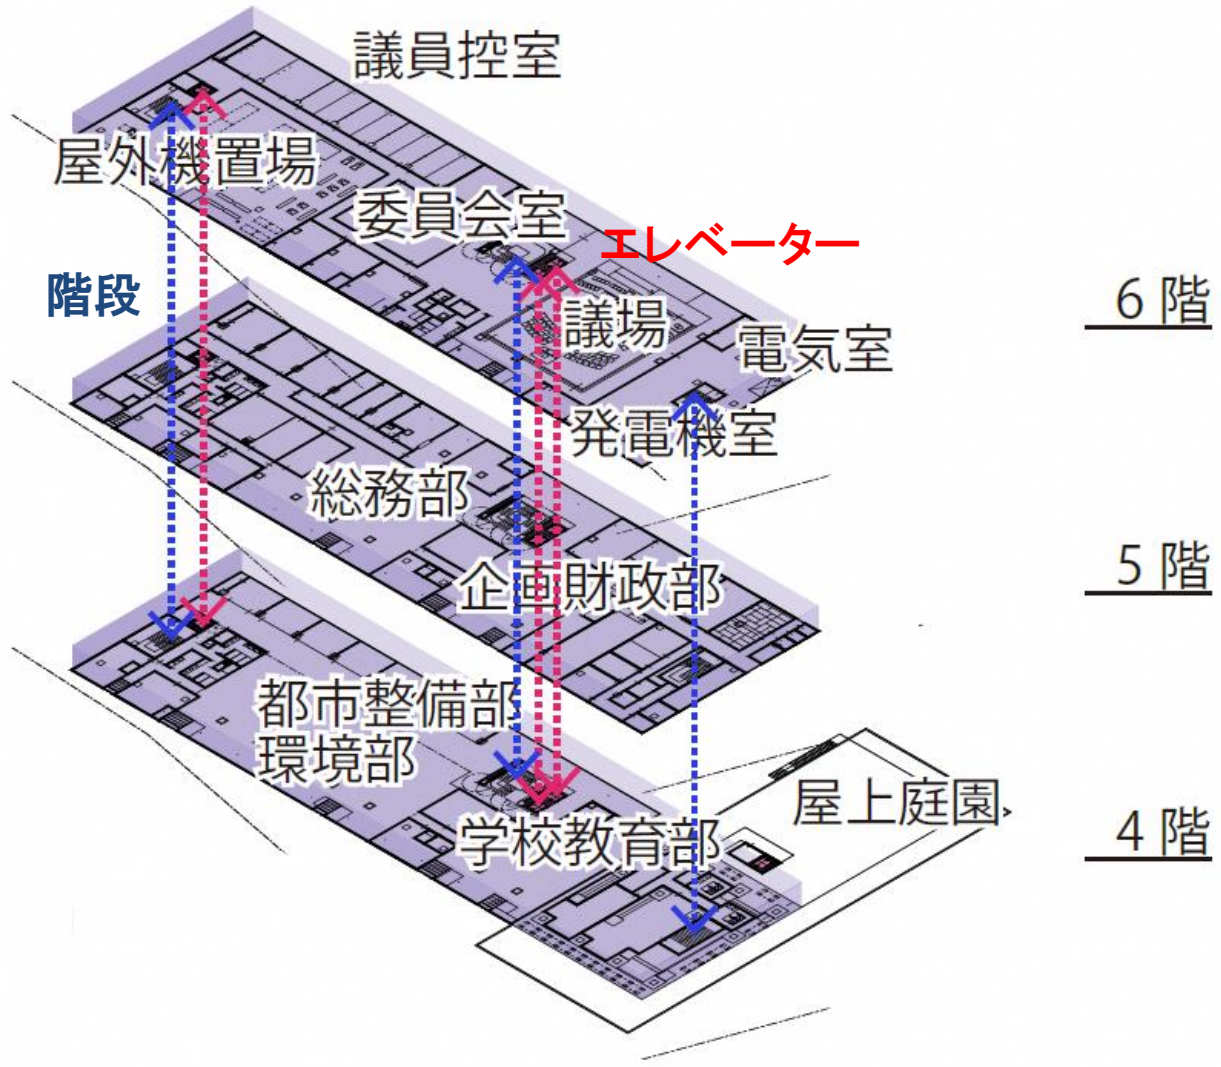 議員控室
屋外機置場
委員会室
エレベーター
階段
議場
6 階
電気室
発電機室
総務部
5 階
企画財政部
都市整備部
環境部
屋上庭園
学校教育部
4 階